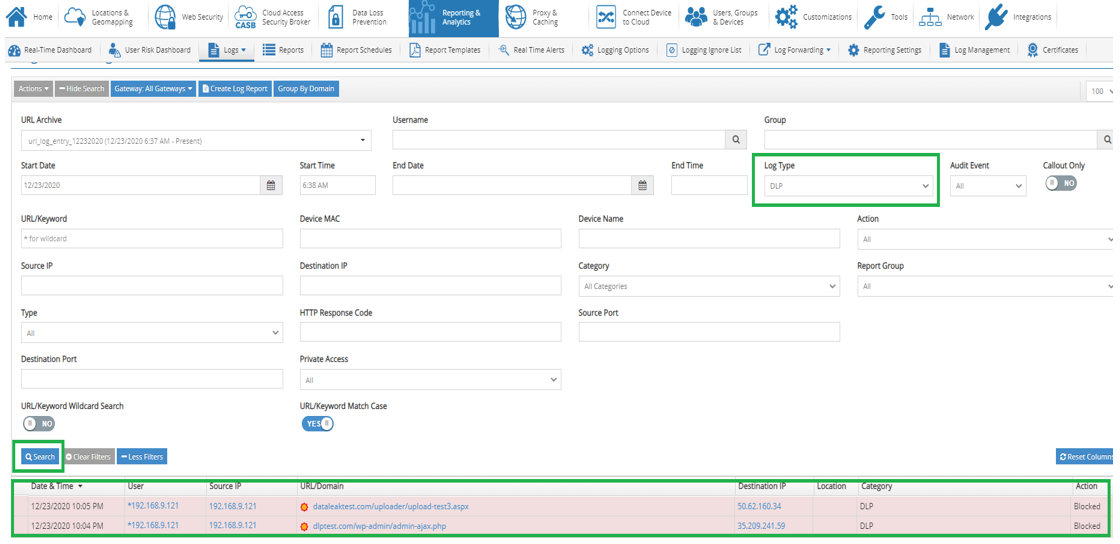 Home
Locations & Geomapping
Web Security
CASB
Cloud Access Security Broker
Data Loss Prevention
Reporting & Analytics
Proxy & Caching
Connect Device to Cloud
Users, Groups & Devices
Customizations
Tools
Network
Integrations
Real-Time Dashboard
User Risk Dashboard
Logs
Reports
Report Schedules
Report Templates
Real Time Alerts
Logging Options
Logging Ignore List
Log Forwarding
Reporting Settings
Log Management
Certificates
Actions
Hide Search
Gateway: All Gateways
Create Log Report
Group By Domain
100
URL Archive
Username
Group
url_log_entry_12232020 (12/23/2020 6:37 AM - Present)
Start Date
Start Time
End Date
End Time
Log Type
Audit Event
Callout Only
12/23/2020
6:38 AM
DLP
All
NO
URL/Keyword
Device MAC
Device Name
Action
* for wildcard
All
Source IP
Destination IP
Category
Report Group
All Categories
All
Type
HTTP Response Code
Source Port
All
Destination Port
Private Access
All
URL/Keyword Wildcard Search
URL/Keyword Match Case
NO
YES
Search
Clear Filters
Less Filters
Reset Columns
Date & Time User Source IP URL/Domain Destination IP Location Category Action
12/23/2020 10:05 PM *192.168.9.121 192.168.9.121 dataleaktest.com/uploader/upload-test3.aspx 50.62.160.34 DLP Blocked
12/23/2020 10:04 PM *192.168.9.121 192.168.9.121 dlptest.com/wp-admin/admin-ajax.php 35.209.241.59 DLP Blocked